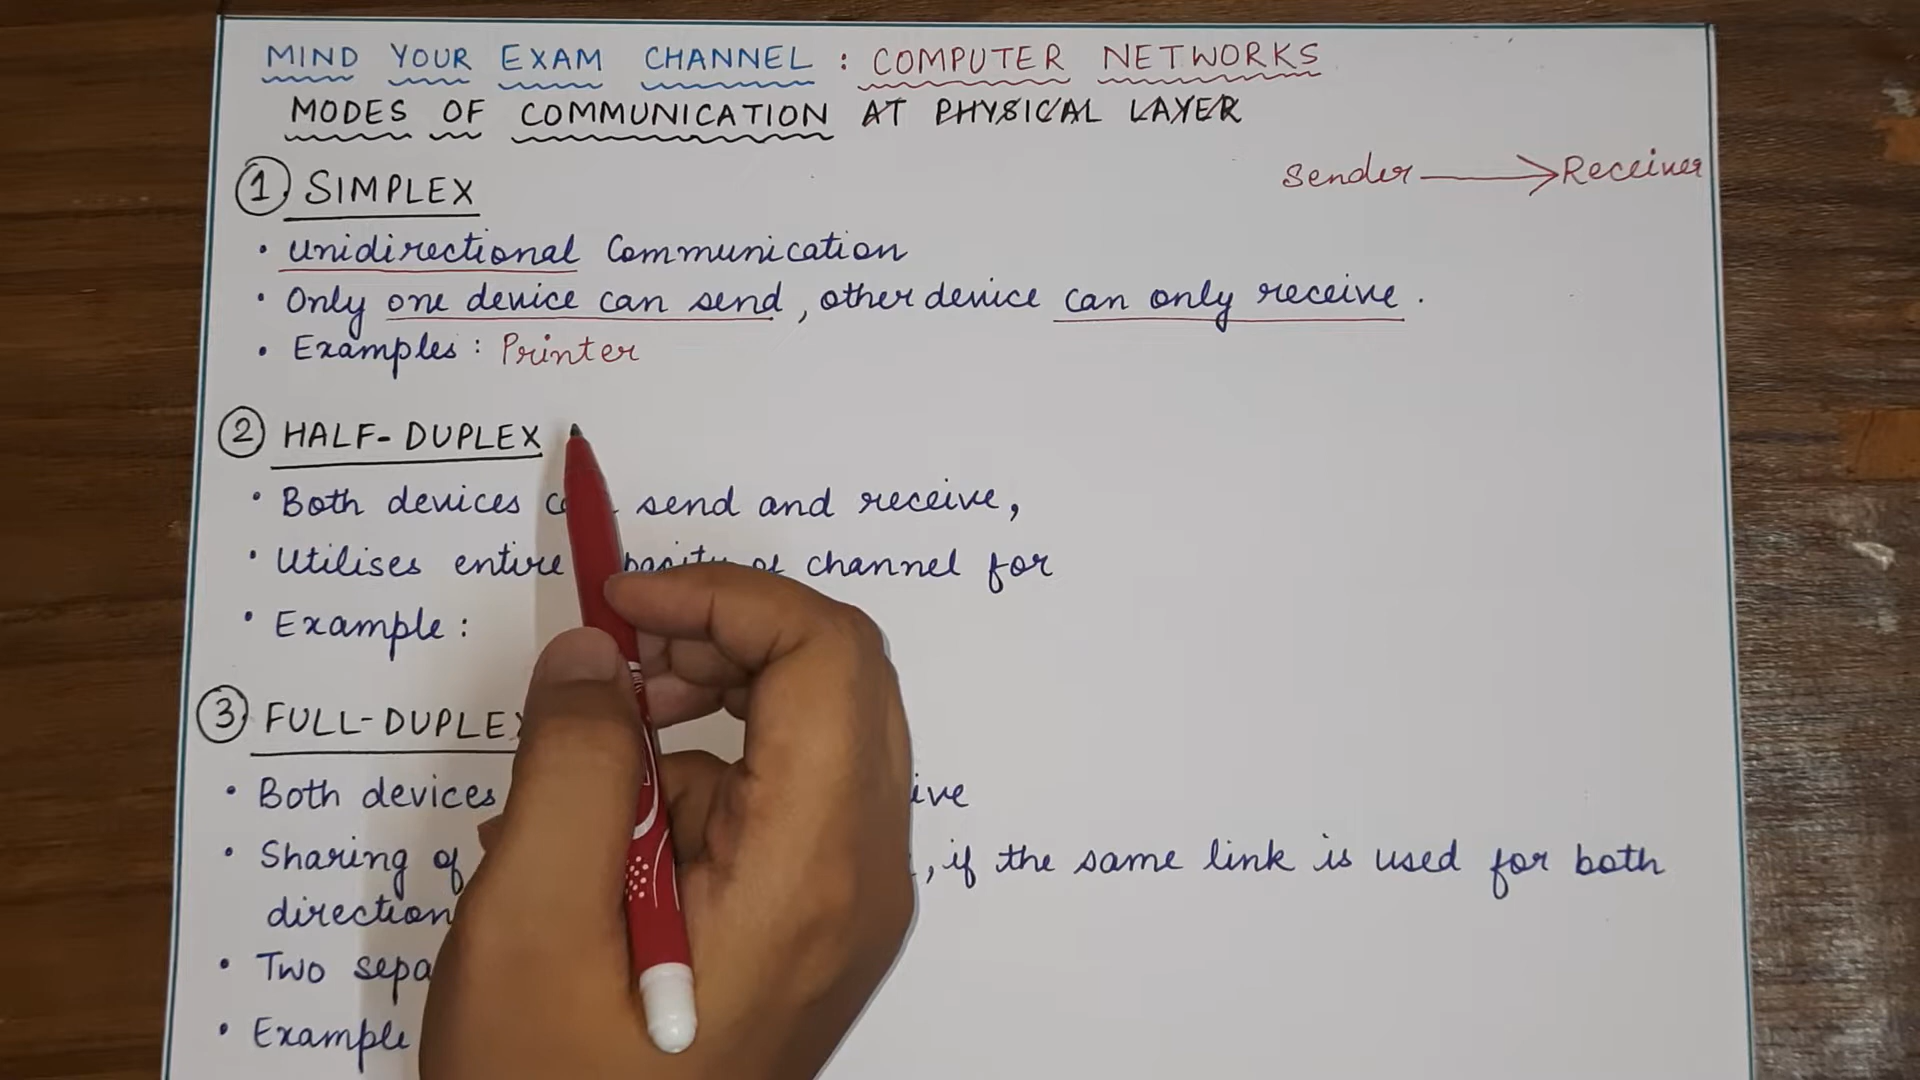 MIND YOUR EXAM CHANNEL : COMPUTER NETWORKS
MODES OF COMMUNICATION AT PHYSICAL LAYER
Sender → Receiver
① SIMPLEX
• Unidirectional Communication
• Only one device can send, other device can only receive.
• Examples: Printer
② HALF-DUPLEX
• Both devices send and receive,
• Utilises entire of channel for
• Example:
③ FULL-DUPLEX
• Both devices
• Sharing of , if the same link is used for both
direction
• Two
• Example